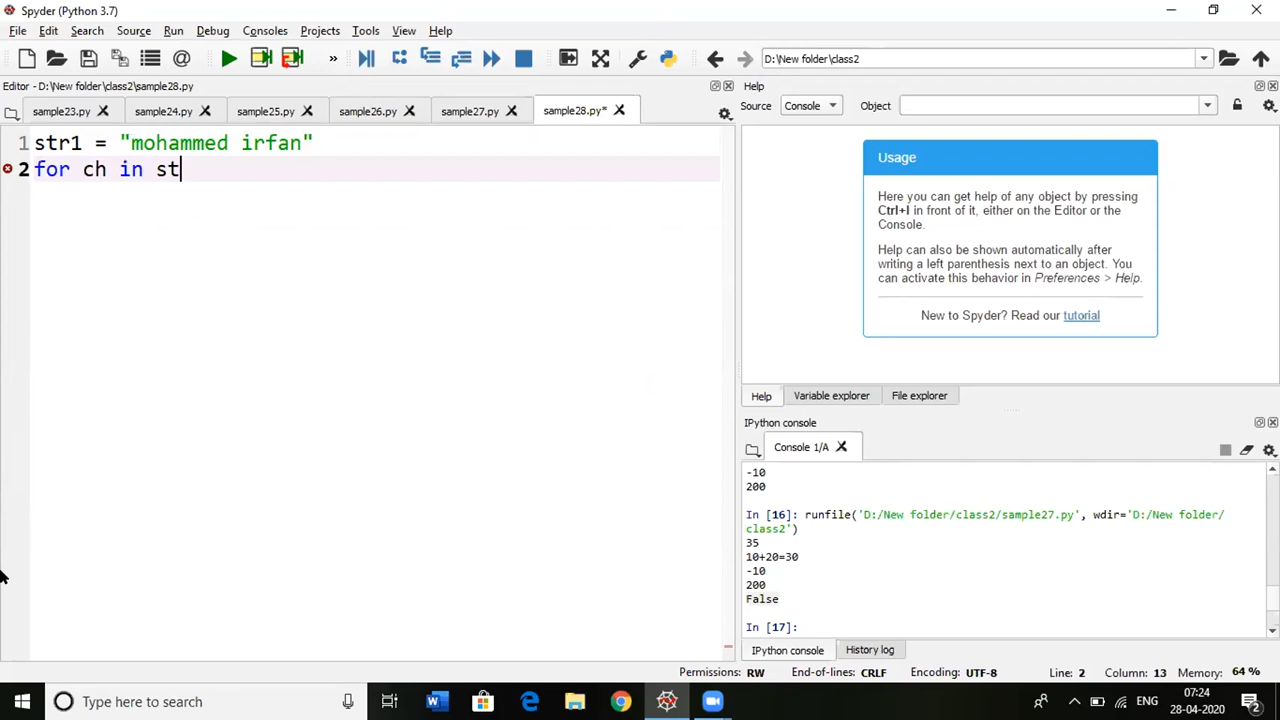 Spyder (Python 3.7)
File Edit Search Source Run Debug Consoles Projects Tools View Help
D:\New folder\class2
Editor - D:\New folder\class2\sample28.py
sample23.py sample24.py sample25.py sample26.py sample27.py sample28.py*
1 str1 = "mohammed irfan"
2 for ch in st
Help
Source Console Object
Usage
Here you can get help of any object by pressing
Ctrl+I in front of it, either on the Editor or the
Console.
Help can also be shown automatically after
writing a left parenthesis next to an object. You
can activate this behavior in Preferences > Help.
New to Spyder? Read our tutorial
Help Variable explorer File explorer
IPython console
Console 1/A
-10
200
In [16]: runfile('D:/New folder/class2/sample27.py', wdir='D:/New folder/
class2')
35
10+20=30
-10
200
False
In [17]:
IPython console History log
Permissions: RW End-of-lines: CRLF Encoding: UTF-8 Line: 2 Column: 13 Memory: 64 %
Type here to search
ENG
07:24
28-04-2020
2